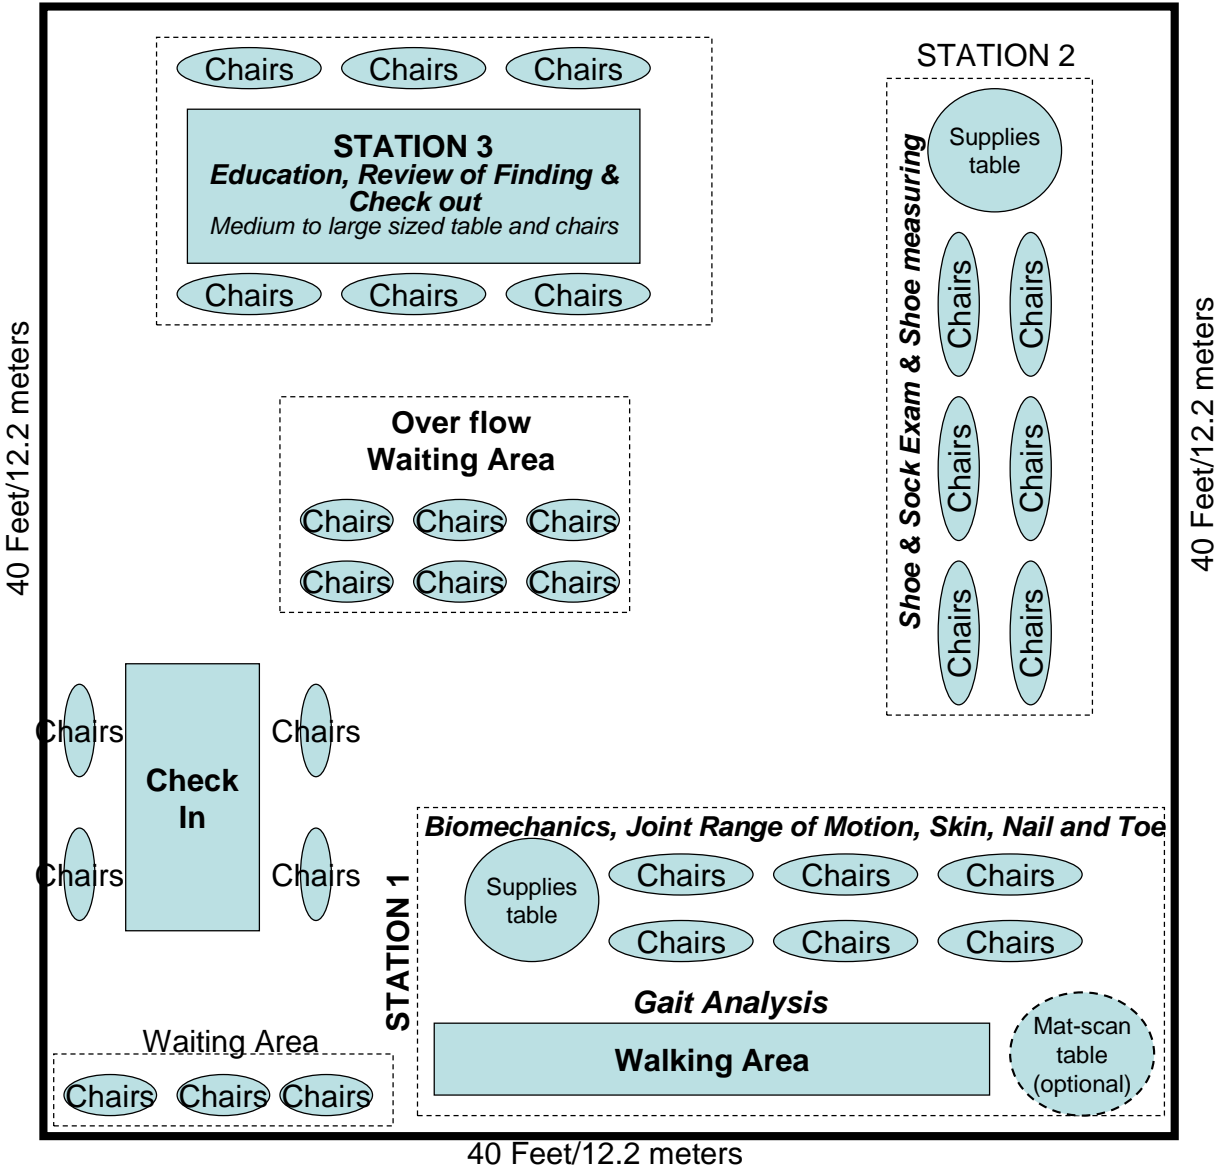 STATION 2
Chairs Chairs Chairs
STATION 3
Education, Review of Finding &
Check out
Medium to large sized table and chairs
Chairs Chairs Chairs
Supplies
table
Shoe & Sock Exam & Shoe measuring
Chairs Chairs
Chairs Chairs
Chairs Chairs
40 Feet/12.2 meters
40 Feet/12.2 meters
Over flow
Waiting Area
Chairs Chairs Chairs
Chairs Chairs Chairs
Chairs Chairs
Check
In
Chairs Chairs
STATION 1
Biomechanics, Joint Range of Motion, Skin, Nail and Toe
Supplies
table
Chairs Chairs Chairs
Chairs Chairs Chairs
Gait Analysis
Walking Area
Mat-scan
table
(optional)
Waiting Area
Chairs Chairs Chairs
40 Feet/12.2 meters